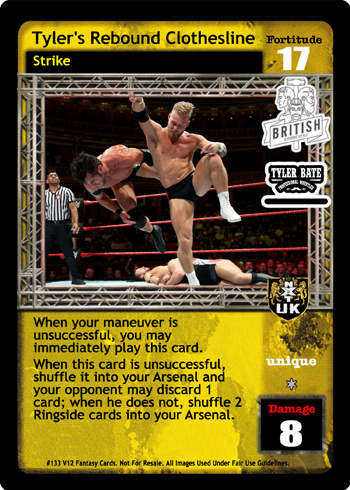 Tyler's Rebound Clothesline
Fortitude
17
Strike
BRITISH
TYLER BATE
PROFESSIONAL WRESTLER
NXT
UK
When your maneuver is
unsuccessful, you may
immediately play this card.
When this card is unsuccessful,
shuffle it into your Arsenal and
your opponent may discard 1
card; when he does, shuffle 2
Ringside cards into your Arsenal.
unique
Damage
8
#133 V12 Fantasy Cards. Not For Resale. All Images Used Under Fair Use Guidelines.